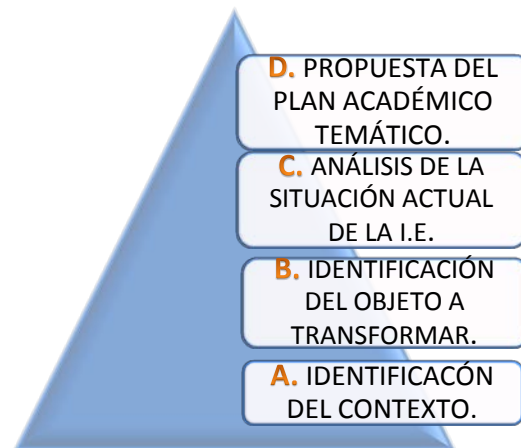 D. PROPUESTA DEL
PLAN ACADÉMICO
TEMÁTICO.
C. ANÁLISIS DE LA
SITUACIÓN ACTUAL
DE LA I.E.
B. IDENTIFICACIÓN
DEL OBJETO A
TRANSFORMAR.
A. IDENTIFICACÓN
DEL CONTEXTO.